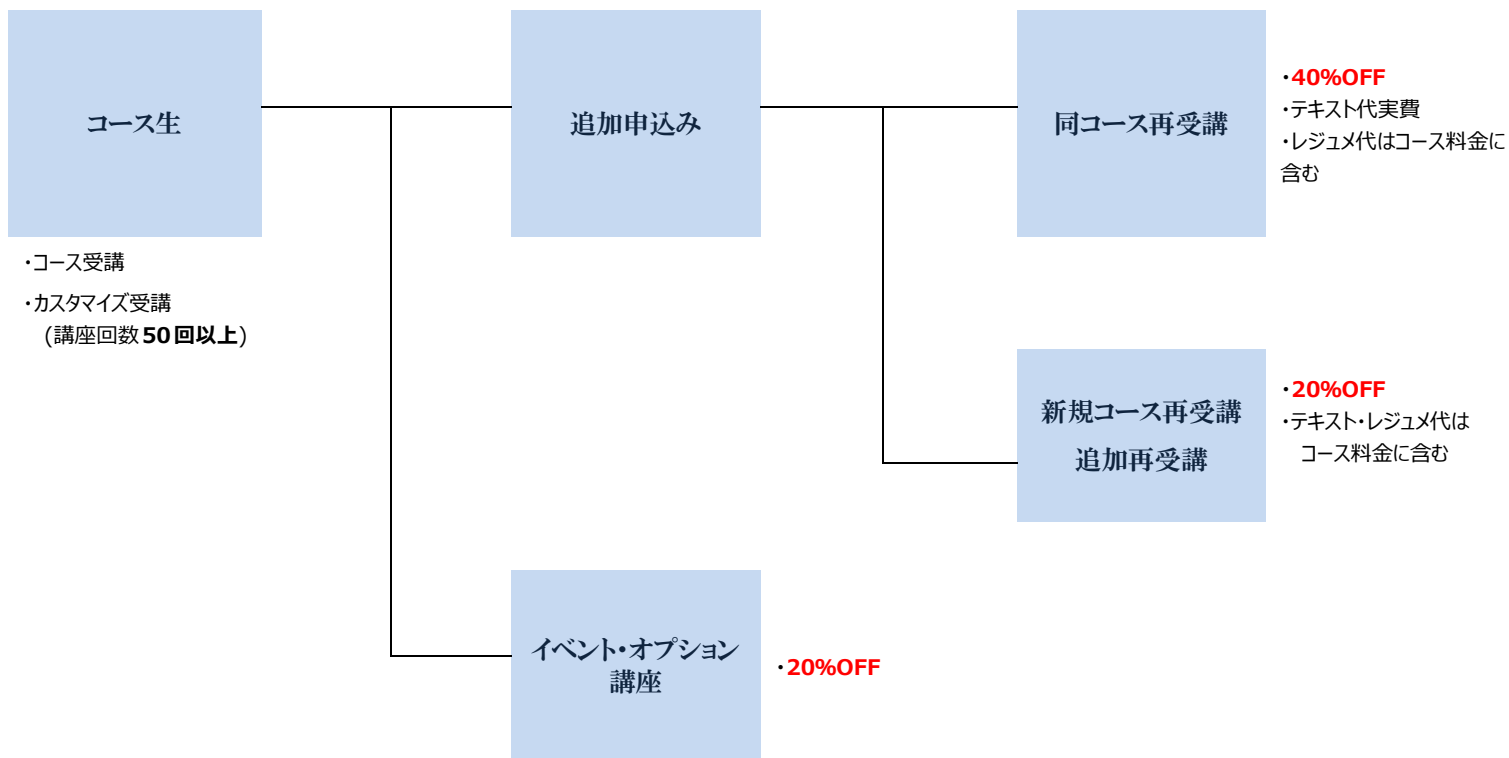 コース生
・コース受講
・カスタマイズ受講
(講座回数50回以上)
追加申込み
同コース再受講
・40%OFF
・テキスト代実費
・レジュメ代はコース料金に
含む
新規コース再受講
追加再受講
・20%OFF
・テキスト・レジュメ代は
コース料金に含む
イベント・オプション
講座
・20%OFF